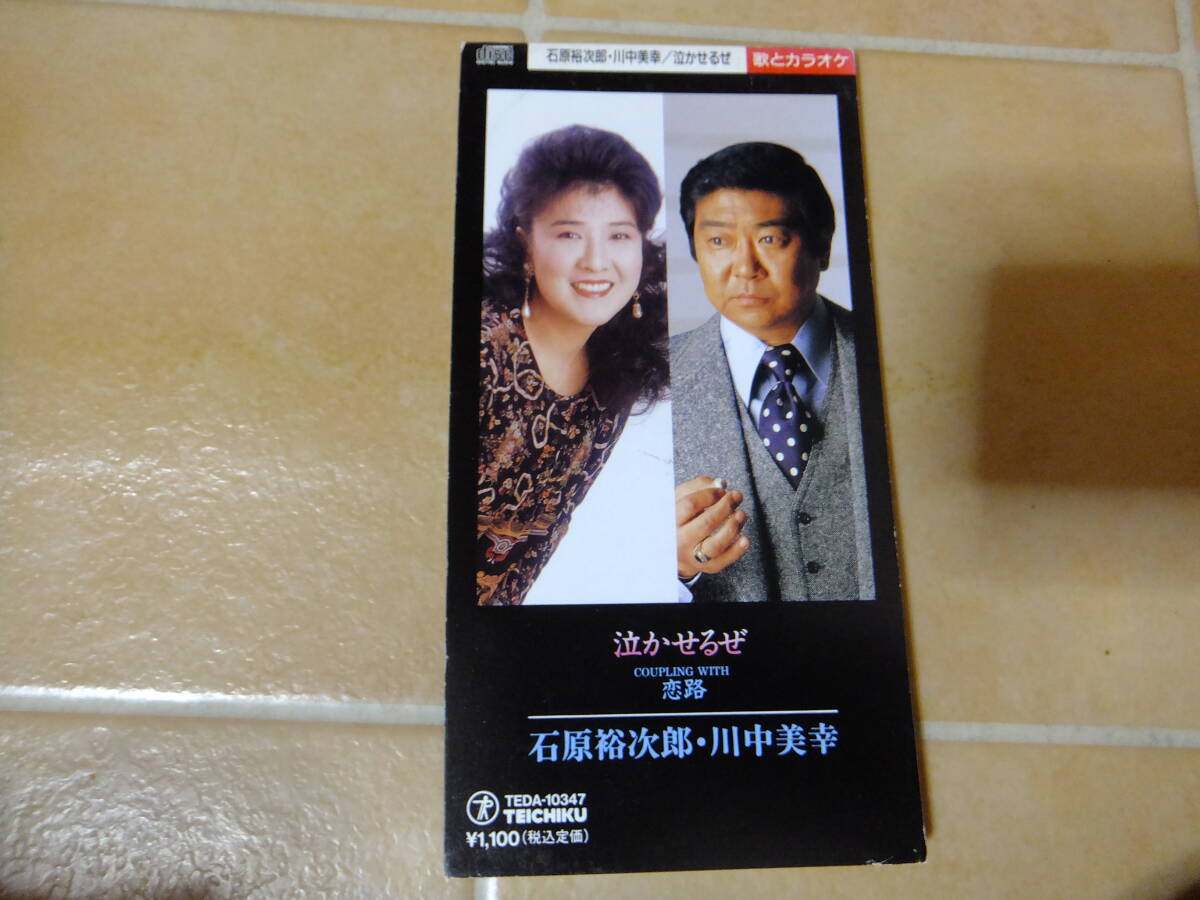 石原裕次郎・川中美幸／泣かせるぜ 歌とカラオケ
泣かせるぜ
COUPLING WITH
恋路
石原裕次郎・川中美幸
TEDA-10347
TEICHIKU
¥1,100(税込定価)